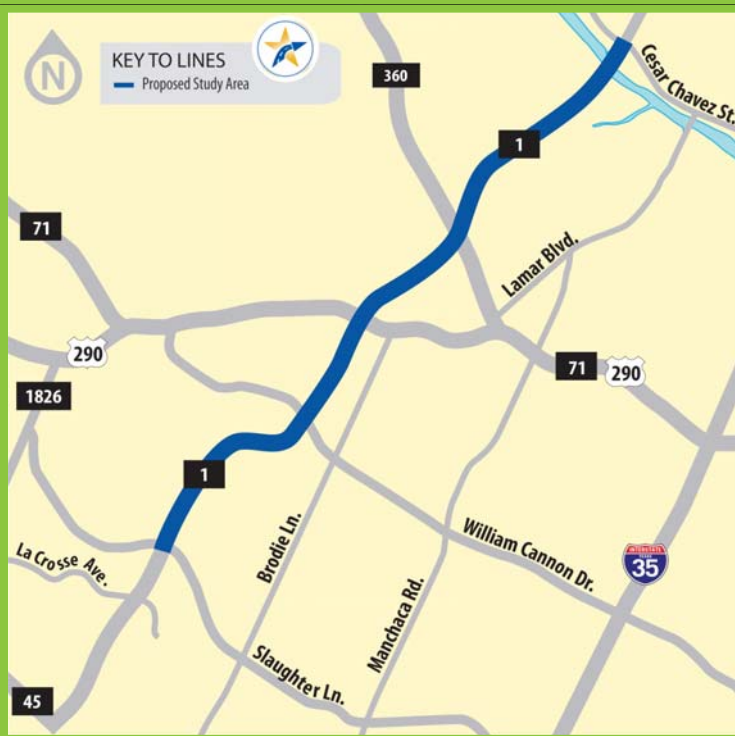 N
KEY TO LINES
Proposed Study Area
360
Cesar Chavez St.
1
71
Lamar Blvd.
290
71
290
1826
1
La Crosse Ave.
Brodie Ln.
William Cannon Dr.
INTERSTATE
TEXAS
35
Manchaca Rd.
Slaughter Ln.
45